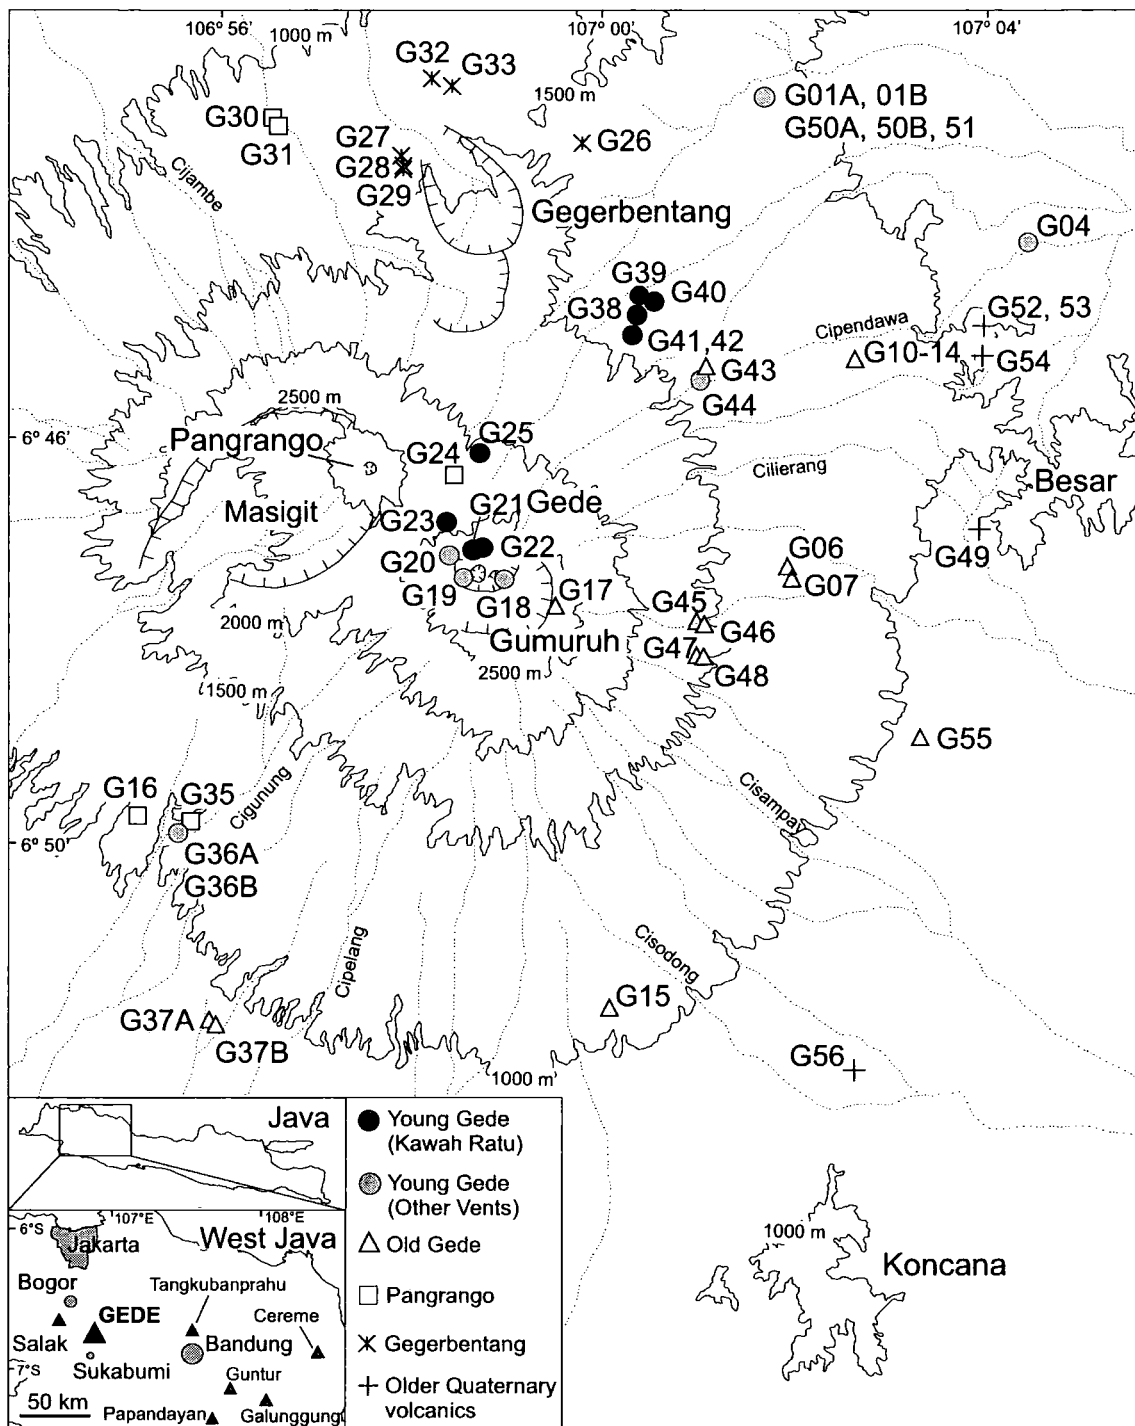 106° 56'
107° 00'
107° 04'
1000 m
G32
G33
1500 m
G01A, 01B
G50A, 50B, 51
G30
G31
G27
G28
G29
G26
Cijambe
Gegerbentang
G04
G39
G40
G38
G41,42
G52, 53
Cipendawa
G10-14
G54
G43
G44
2500 m
6° 46'
Pangrango
G25
G24
Cilierang
Besar
Masigit
G21
Gede
G23
G22
G49
G20
G06
G07
G19
G18
G17
G45
G46
2000 m
Gumuruh
G47
G48
2500 m
1500 m
G55
G16
G35
Cigunung
Cisampay
6° 50'
G36A
G36B
Cipelang
Cisodong
G15
G37A
G37B
G56
1000 m
Java
Young Gede
(Kawah Ratu)
Young Gede
(Other Vents)
Old Gede
Pangrango
Gegerbentang
Older Quaternary
volcanics
107°E
108°E
6°S
Jakarta
West Java
Bogor
Tangkubanprahu
GEDE
Cereme
Salak
Bandung
Sukabumi
7°S
Guntur
50 km
Papandayan
Galunggung
1000 m
Koncana